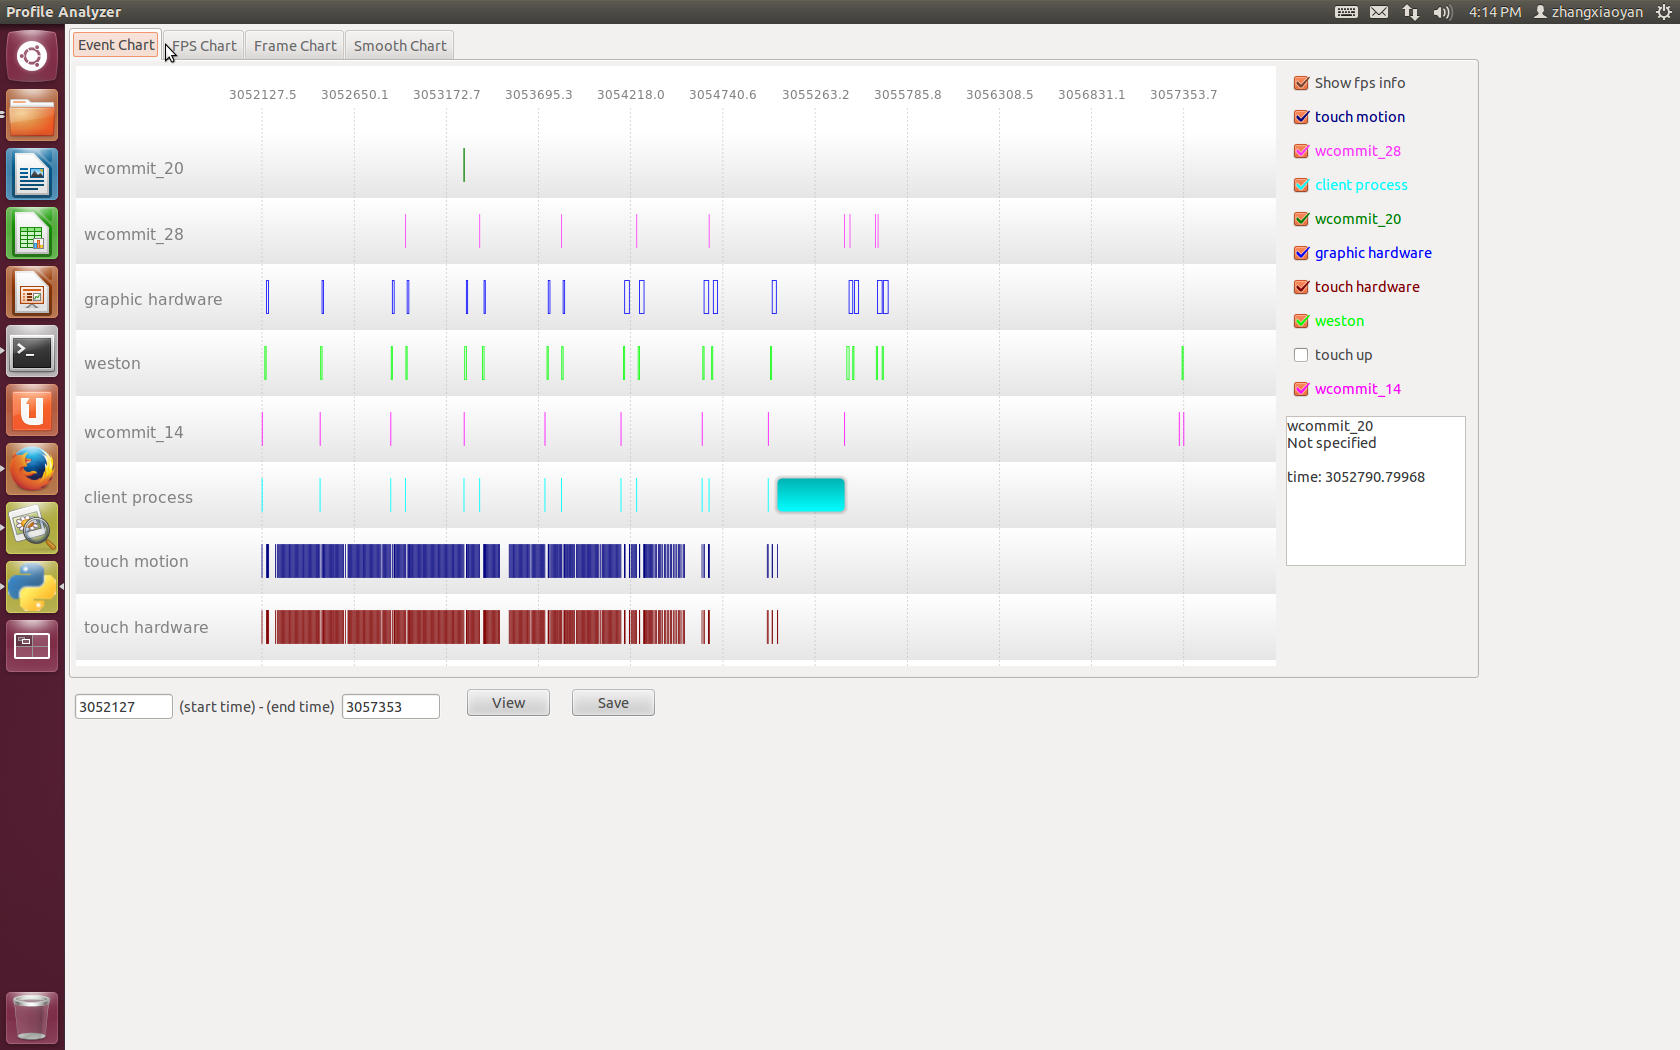 Profile Analyzer
4:14 PM zhangxiaoyan
Event Chart FPS Chart Frame Chart Smooth Chart
3052127.5 3052650.1 3053172.7 3053695.3 3054218.0 3054740.6 3055263.2 3055785.8 3056308.5 3056831.1 3057353.7
wcommit_20
wcommit_28
graphic hardware
weston
wcommit_14
client process
touch motion
touch hardware
Show fps info
touch motion
wcommit_28
client process
wcommit_20
graphic hardware
touch hardware
weston
touch up
wcommit_14
wcommit_20
Not specified
time: 3052790.79968
3052127 (start time) - (end time) 3057353 View Save